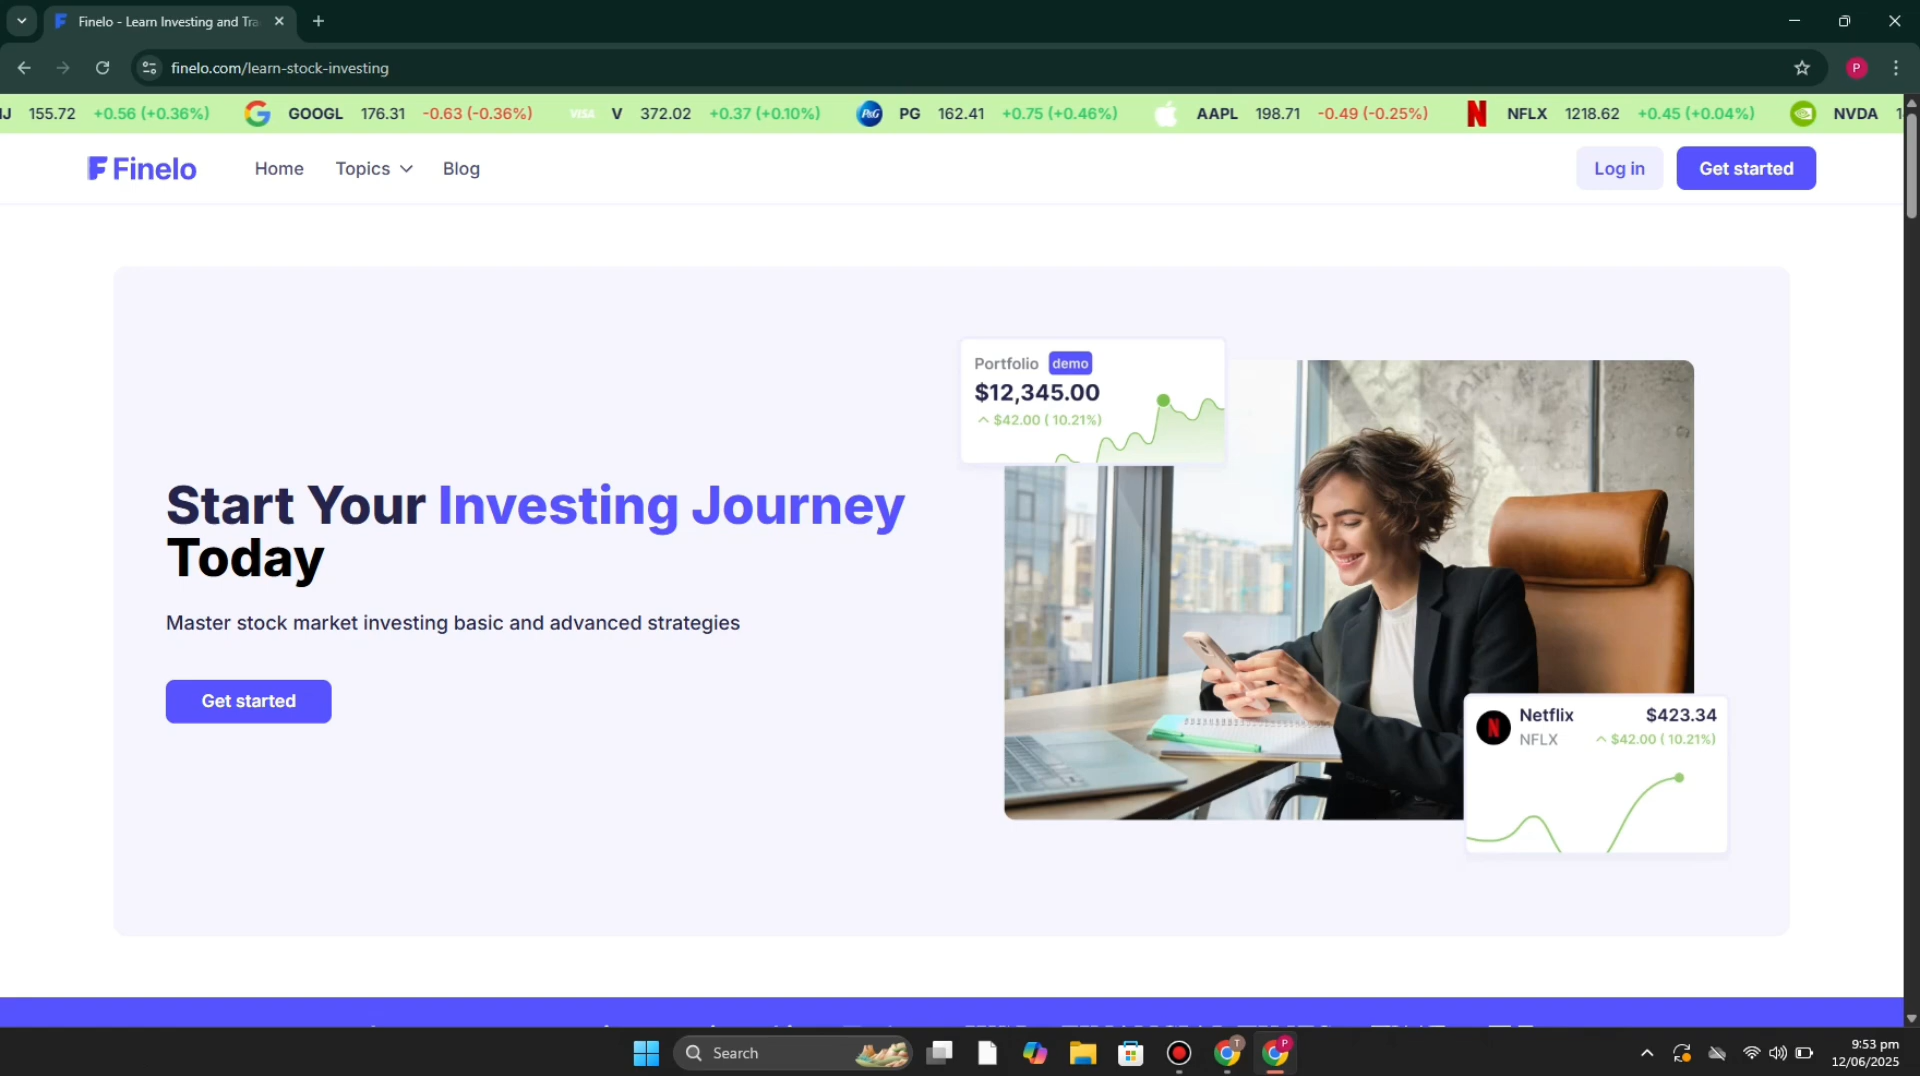 Finelo - Learn Investing and Tra
finelo.com/learn-stock-investing
P
155.72 +0.56 (+0.36%) GOOGL 176.31 -0.63 (-0.36%) VISA V 372.02 +0.37 (+0.10%) P&G PG 162.41 +0.75 (+0.46%) AAPL 198.71 -0.49 (-0.25%) NFLX 1218.62 +0.45 (+0.04%) NVDA
Finelo Home Topics Blog Log in Get started
Portfolio demo
$12,345.00
$42.00 ( 10.21%)
Start Your Investing Journey
Today
Master stock market investing basic and advanced strategies
Get started
Netflix $423.34
NFLX $42.00 ( 10.21%)
Search
T
P
9:53 pm
12/06/2025